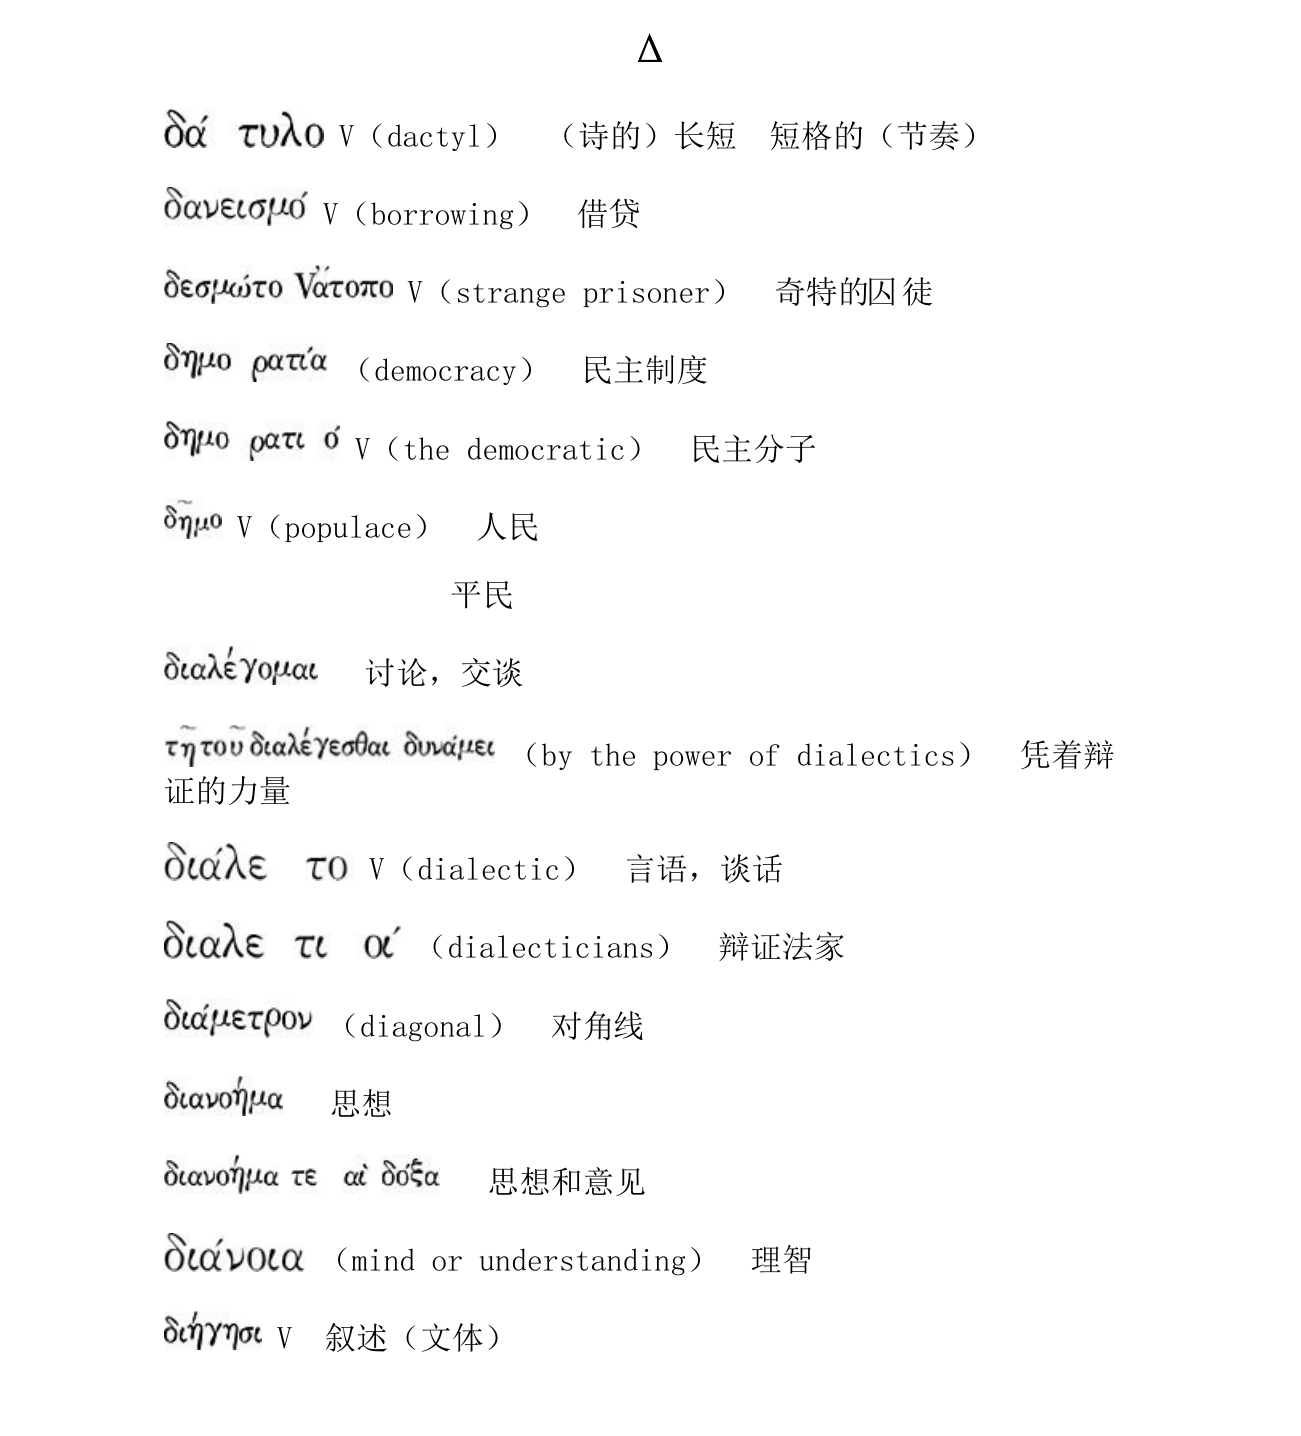 Δ
δά τυλο V（dactyl） （诗的）长短 短格的（节奏）
δανεισμό V（borrowing） 借贷
δεσμώτο Vἄτοπο V（strange prisoner） 奇特的囚徒
δημο ρατία （democracy） 民主制度
δημο ρατι ό V（the democratic） 民主分子
δῆμο V（populace） 人民
平民
διαλέγομαι 讨论，交谈
τῆ τοῦ διαλέγεσθαι δυνάμει （by the power of dialectics） 凭着辩
证的力量
διάλε το V（dialectic） 言语，谈话
διαλε τι οί （dialecticians） 辩证法家
διάμετρον （diagonal） 对角线
διανοήμα 思想
διανοήμα τε αὶ δόξα 思想和意见
διάνοια （mind or understanding） 理智
διήγησι V 叙述（文体）